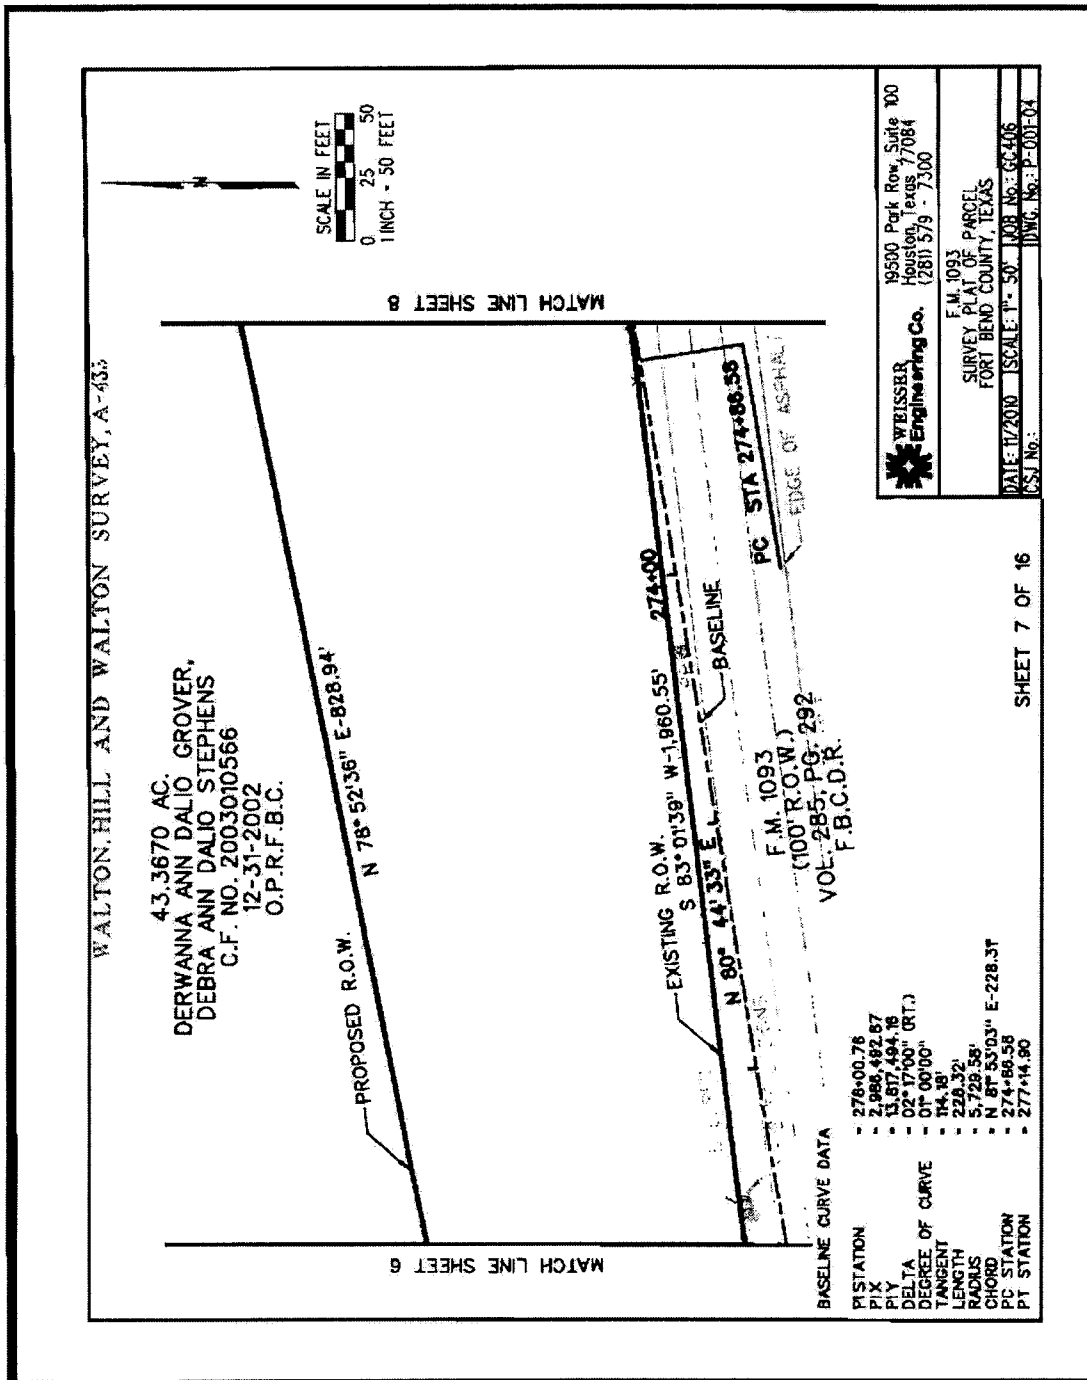 WALTON, HILL AND WALTON SURVEY, A-433
43.3670 AC.
DERWANNA ANN DALIO GROVER,
DEBRA ANN DALIO STEPHENS
C.F. NO. 2003010566
12-31-2002
O.P.R.F.B.C.
SCALE IN FEET
0 25 50
1 INCH = 50 FEET
N
PROPOSED R.O.W.
N 78° 52'36" E-828.94'
MATCH LINE SHEET 6
MATCH LINE SHEET 8
EXISTING R.O.W.
S 83° 01'39" W-1,960.55'
274+00
N 80° 44' 33" E
BASELINE
PC STA 274+86.58
EDGE OF ASPHALT
F.M. 1093
(100' R.O.W.)
VOL. 285, PG. 292
F.B.C.D.R.
BASELINE CURVE DATA
PI STATION = 276+00.76
PI X = 2,986,492.87
PI Y = 13,817,494.16
DELTA = 02° 17'00" (RT.)
DEGREE OF CURVE = 01° 00'00"
TANGENT = 114.18'
LENGTH = 228.32'
RADIUS = 5,729.58'
CHORD = N 81° 53'03" E-228.31'
PC STATION = 274+86.58
PT STATION = 277+14.90
SHEET 7 OF 16
WEISSER
Engineering Co.
19500 Park Row, Suite 100
Houston, Texas 77084
(281) 579 - 7300
F.M. 1093
SURVEY PLAT OF PARCEL
FORT BEND COUNTY, TEXAS
DATE: 11/2010 SCALE: 1"= 50' JOB No.: GC406
CSJ No.: DWG. No.: P-001-04